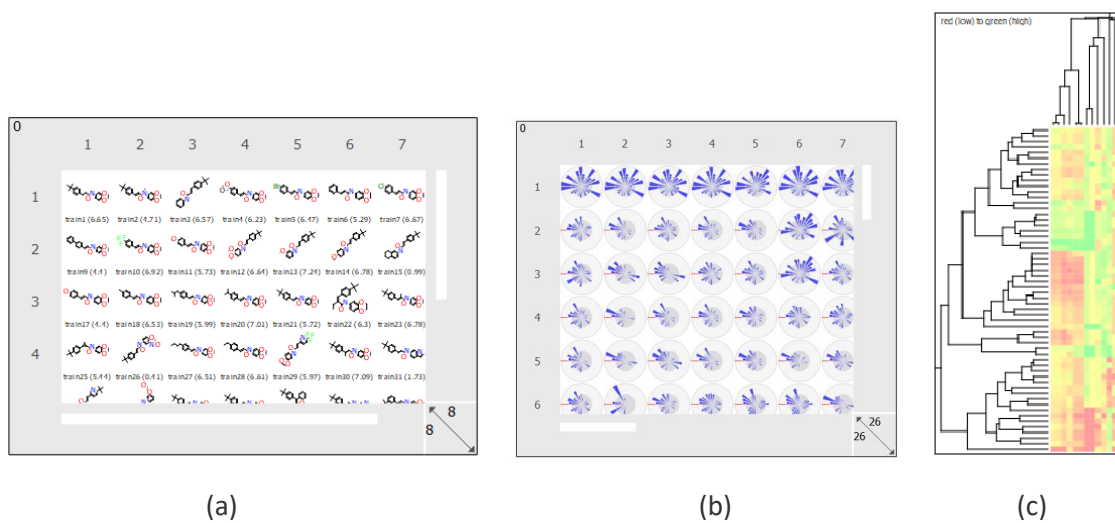 0
1 2 3 4 5 6 7
1
train1 (6.65) train2 (4.71) train3 (6.57) train4 (6.23) train5 (6.47) train6 (5.29) train7 (6.67)
2
train9 (4.4) train10 (6.92) train11 (5.73) train12 (6.64) train13 (7.24) train14 (6.78) train15 (0.99)
3
train17 (4.4) train18 (6.53) train19 (5.99) train20 (7.01) train21 (5.72) train22 (6.3) train23 (6.78)
4
train25 (5.44) train26 (0.41) train27 (6.51) train28 (6.61) train29 (5.97) train30 (7.09) train31 (1.73)
8
8
(a)
0
1 2 3 4 5 6 7
1
2
3
4
5
6
26
26
(b)
red (low) to green (high)
(c)